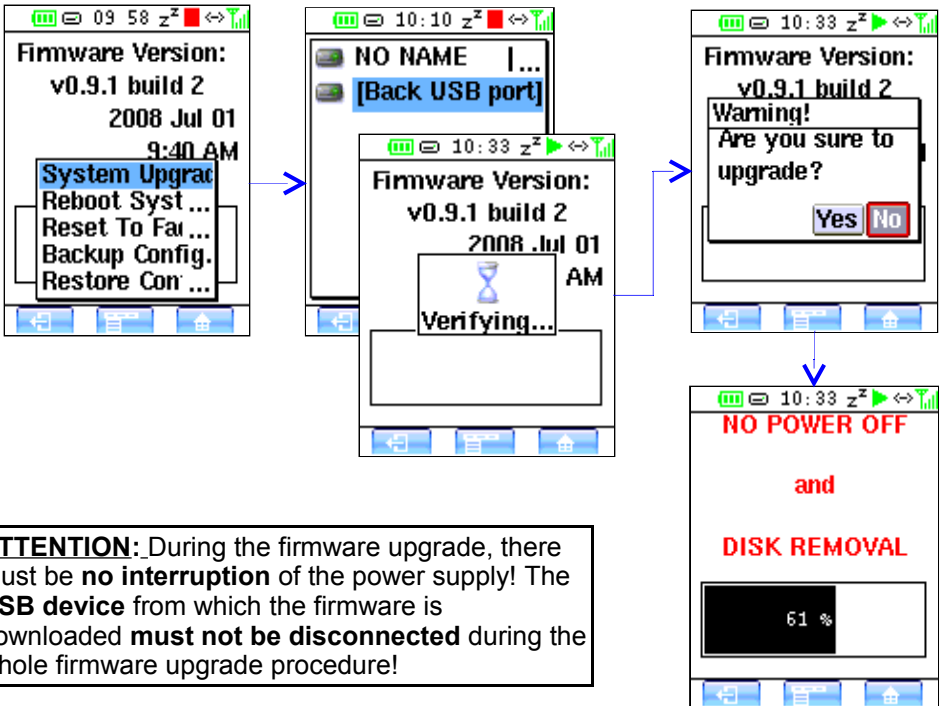 09 58 zz
Firmware Version:
v0.9.1 build 2
2008 Jul 01
9:40 AM
System Upgrad
Reboot Syst ...
Reset To Fa ...
Backup Config.
Restore Con ...
10:10 zz
NO NAME |...
[Back USB port]
10:33 zz
Firmware Version:
v0.9.1 build 2
2008 Jul 01
AM
Verifying...
10:33 zz
Firmware Version:
v0.9.1 build 2
Warning!
Are you sure to
upgrade?
Yes No
10:33 zz
NO POWER OFF
and
DISK REMOVAL
61 %
TTENTION: During the firmware upgrade, there
ust be no interruption of the power supply! The
SB device from which the firmware is
ownloaded must not be disconnected during the
hole firmware upgrade procedure!